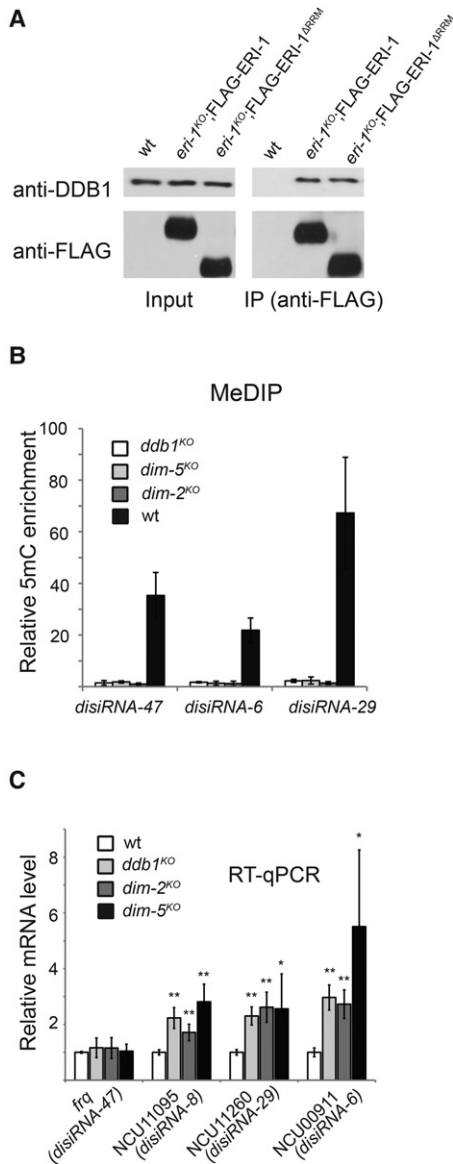 A
wt
eri-1KO;FLAG-ERI-1
eri-1KO;FLAG-ERI-1ΔRRM
wt
eri-1KO;FLAG-ERI-1
eri-1KO;FLAG-ERI-1ΔRRM
anti-DDB1
anti-FLAG
Input
IP (anti-FLAG)
B
MeDIP
Relative 5mC enrichment
100
80
60
40
20
ddb1KO
dim-5KO
dim-2KO
wt
disiRNA-47
disiRNA-6
disiRNA-29
C
RT-qPCR
Relative mRNA level
8
6
4
2
wt
ddb1KO
dim-2KO
dim-5KO
** ** **
** ** *
** ** *
frq
(disiRNA-47)
NCU11095
(disiRNA-8)
NCU11260
(disiRNA-29)
NCU00911
(disiRNA-6)